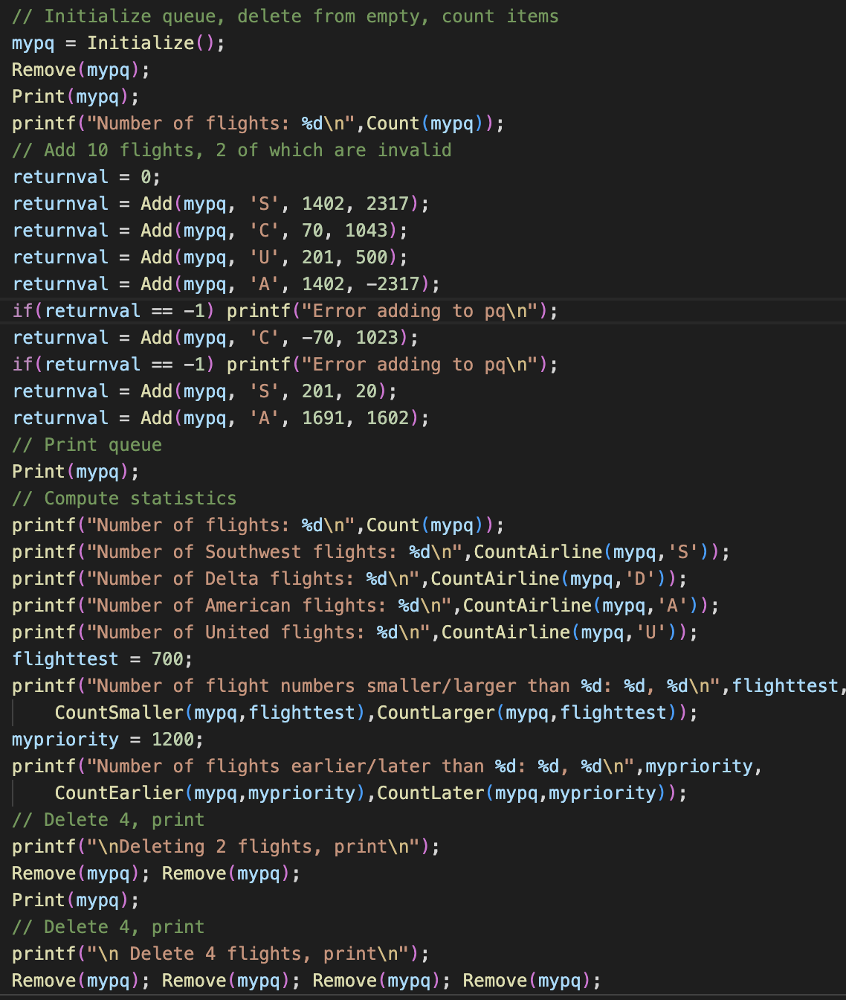 // Initialize queue, delete from empty, count items
mypq = Initialize();
Remove(mypq);
Print(mypq);
printf("Number of flights: %d\n",Count(mypq));
// Add 10 flights, 2 of which are invalid
returnval = 0;
returnval = Add(mypq, 'S', 1402, 2317);
returnval = Add(mypq, 'C', 70, 1043);
returnval = Add(mypq, 'U', 201, 500);
returnval = Add(mypq, 'A', 1402, -2317);
if(returnval == -1) printf("Error adding to pq\n");
returnval = Add(mypq, 'C', -70, 1023);
if(returnval == -1) printf("Error adding to pq\n");
returnval = Add(mypq, 'S', 201, 20);
returnval = Add(mypq, 'A', 1691, 1602);
// Print queue
Print(mypq);
// Compute statistics
printf("Number of flights: %d\n",Count(mypq));
printf("Number of Southwest flights: %d\n",CountAirline(mypq,'S'));
printf("Number of Delta flights: %d\n",CountAirline(mypq,'D'));
printf("Number of American flights: %d\n",CountAirline(mypq,'A'));
printf("Number of United flights: %d\n",CountAirline(mypq,'U'));
flighttest = 700;
printf("Number of flight numbers smaller/larger than %d: %d, %d\n",flighttest,
    CountSmaller(mypq,flighttest),CountLarger(mypq,flighttest));
mypriority = 1200;
printf("Number of flights earlier/later than %d: %d, %d\n",mypriority,
    CountEarlier(mypq,mypriority),CountLater(mypq,mypriority));
// Delete 4, print
printf("\nDeleting 2 flights, print\n");
Remove(mypq); Remove(mypq);
Print(mypq);
// Delete 4, print
printf("\n Delete 4 flights, print\n");
Remove(mypq); Remove(mypq); Remove(mypq); Remove(mypq);